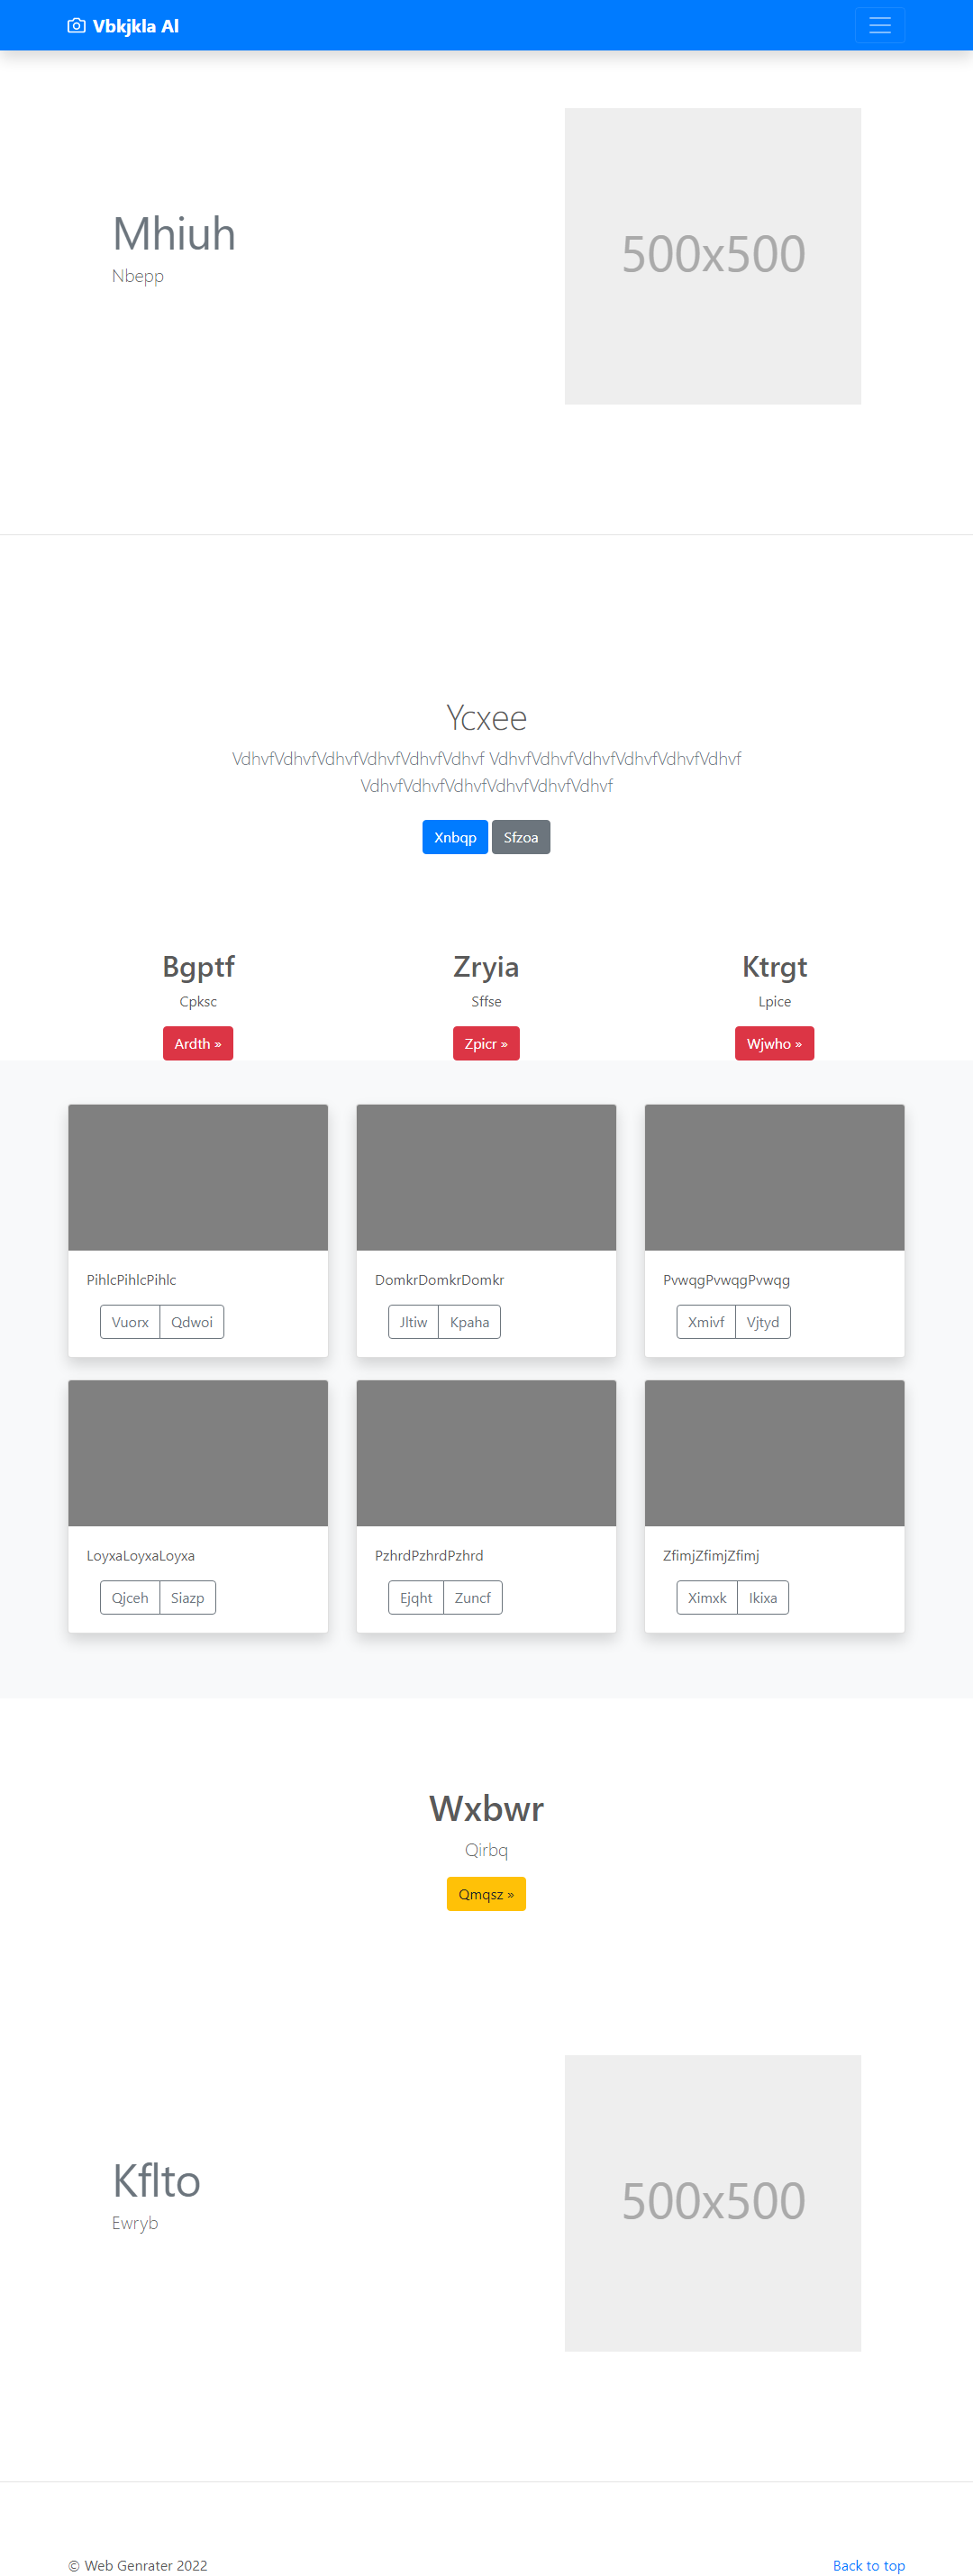 Vbkjkla Al
Mhiuh
Nbepp
500x500
Ycxee
VdhvfVdhvfVdhvfVdhvfVdhvfVdhvf VdhvfVdhvfVdhvfVdhvfVdhvfVdhvf
VdhvfVdhvfVdhvfVdhvfVdhvfVdhvf
Xnbqp Sfzoa
Bgptf Zryia Ktrgt
Cpksc Sffse Lpice
Ardth » Zpicr » Wjwho »
PihlcPihlcPihlc DomkrDomkrDomkr PvwqgPvwqgPvwqg
Vuorx Qdwoi Jltiw Kpaha Xmivf Vjtyd
LoyxaLoyxaLoyxa PzhrdPzhrdPzhrd ZfimjZfimjZfimj
Qjceh Siazp Ejqht Zuncf Ximxk Ikixa
Wxbwr
Qirbq
Qmqsz »
Kflto
Ewryb
500x500
© Web Genrater 2022 Back to top